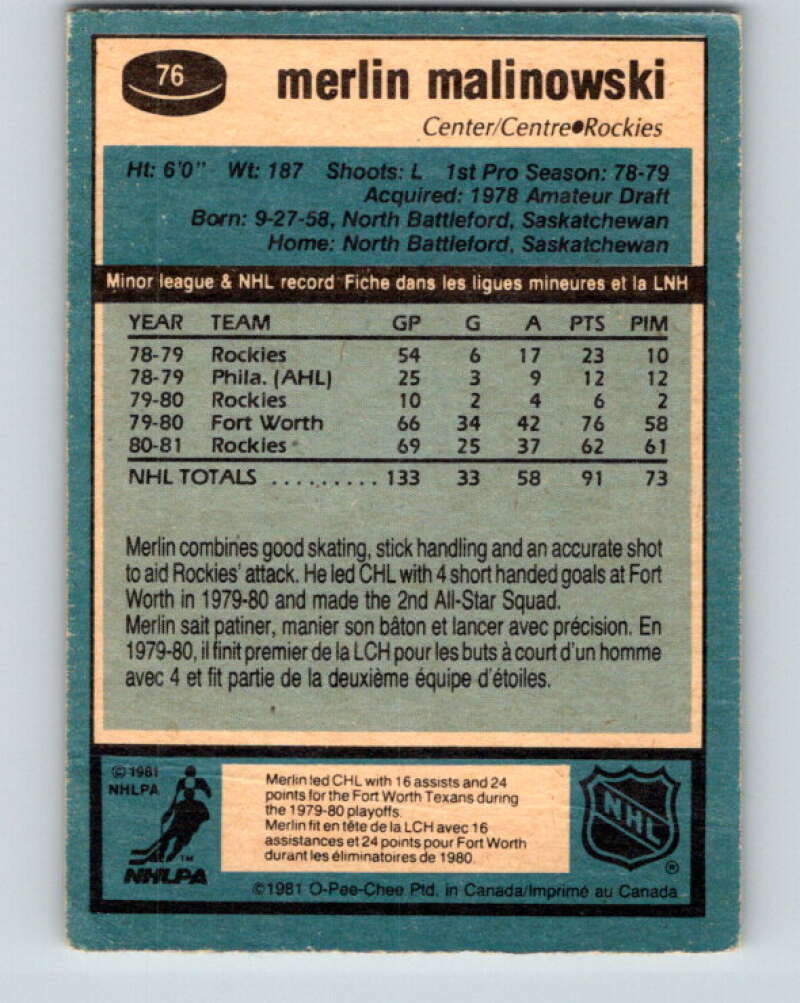 76
merlin malinowski
Center/Centre●Rockies
Ht: 6'0" Wt: 187 Shoots: L 1st Pro Season: 78-79
Acquired: 1978 Amateur Draft
Born: 9-27-58, North Battleford, Saskatchewan
Home: North Battleford, Saskatchewan
Minor league & NHL record Fiche dans les ligues mineures et la LNH
YEAR TEAM GP G A PTS PIM
78-79 Rockies 54 6 17 23 10
78-79 Phila. (AHL) 25 3 9 12 12
79-80 Rockies 10 2 4 6 2
79-80 Fort Worth 66 34 42 76 58
80-81 Rockies 69 25 37 62 61
NHL TOTALS ......... 133 33 58 91 73
Merlin combines good skating, stick handling and an accurate shot
to aid Rockies' attack. He led CHL with 4 short handed goals at Fort
Worth in 1979-80 and made the 2nd All-Star Squad.
Merlin sait patiner, manier son bâton et lancer avec précision. En
1979-80, il finit premier de la LCH pour les buts à court d'un homme
avec 4 et fit partie de la deuxième équipe d'étoiles.
© 1981
NHLPA
TM
NHLPA
Merlin led CHL with 16 assists and 24
points for the Fort Worth Texans during
the 1979-80 playoffs.
Merlin fit en tête de la LCH avec 16
assistances et 24 points pour Fort Worth
durant les éliminatoires de 1980.
NHL
®
©1981 O-Pee-Chee Ptd. in Canada/Imprimé au Canada